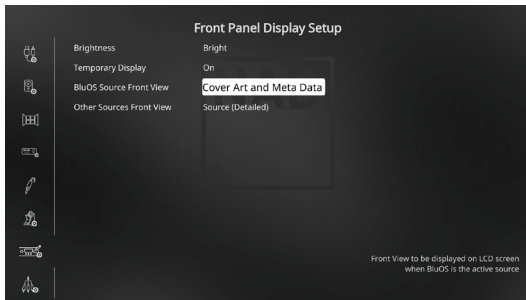 Front Panel Display Setup
Brightness Bright
Temporary Display On
BluOS Source Front View Cover Art and Meta Data
Other Sources Front View Source (Detailed)
NAD
Front View to be displayed on LCD screen
when BluOS is the active source